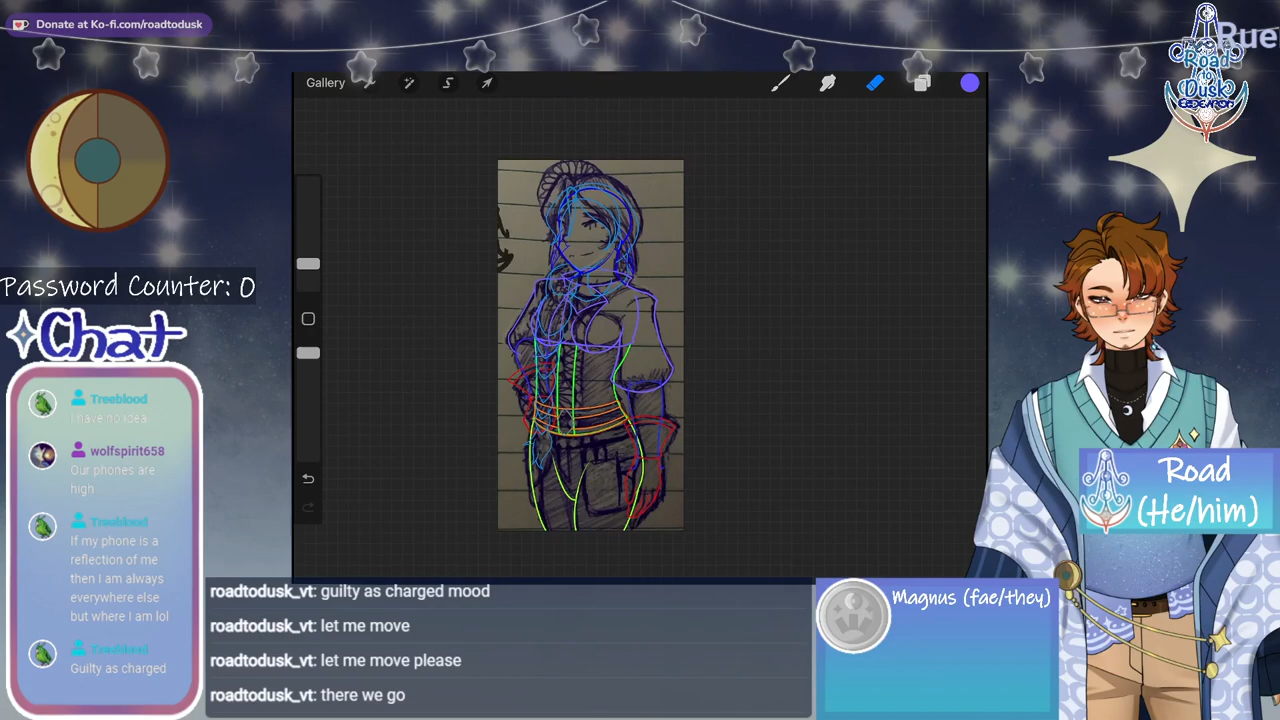 Donate at Ko-fi.com/roadtodusk
Rue
Road
to
Dusk
Gallery
Password Counter: 0
Chat
Treeblood
I have no idea
wolfspirit658
Our phones are
high
Treeblood
If my phone is a
reflection of me
then I am always
everywhere else
but where I am lol
Treeblood
Guilty as charged
roadtodusk_vt: guilty as charged mood
roadtodusk_vt: let me move
roadtodusk_vt: let me move please
roadtodusk_vt: there we go
Magnus (fae/they)
Road
(He/him)